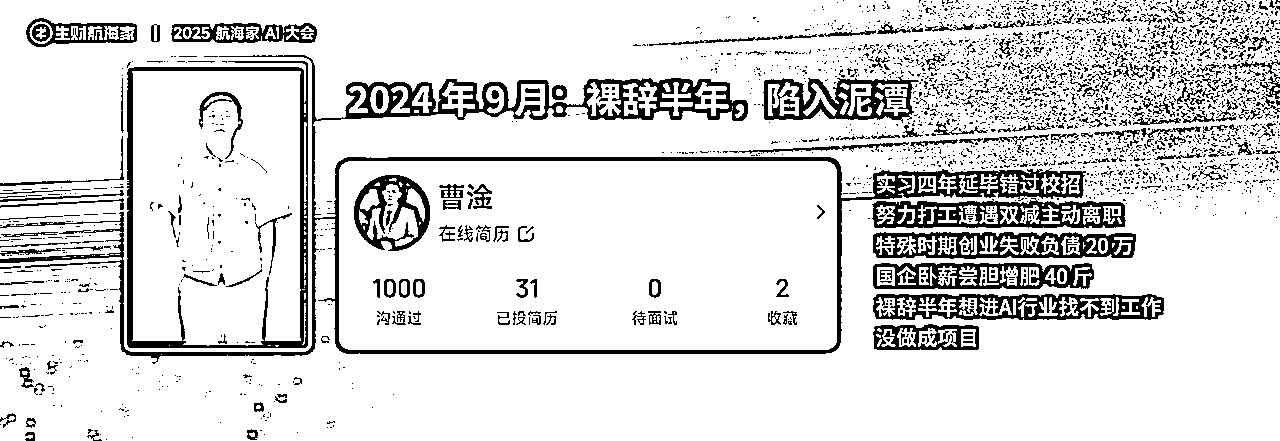 生财航海家 | 2025 航海家 AI 大会
2024 年 9 月：裸辞半年，陷入泥潭
曹淦
在线简历
1000 31 0 2
沟通过 已投简历 待面试 收藏
实习四年延毕错过校招
努力打工遭遇双减主动离职
特殊时期创业失败负债 20 万
国企卧薪尝胆增肥 40 斤
裸辞半年想进AI行业找不到工作
没做成项目